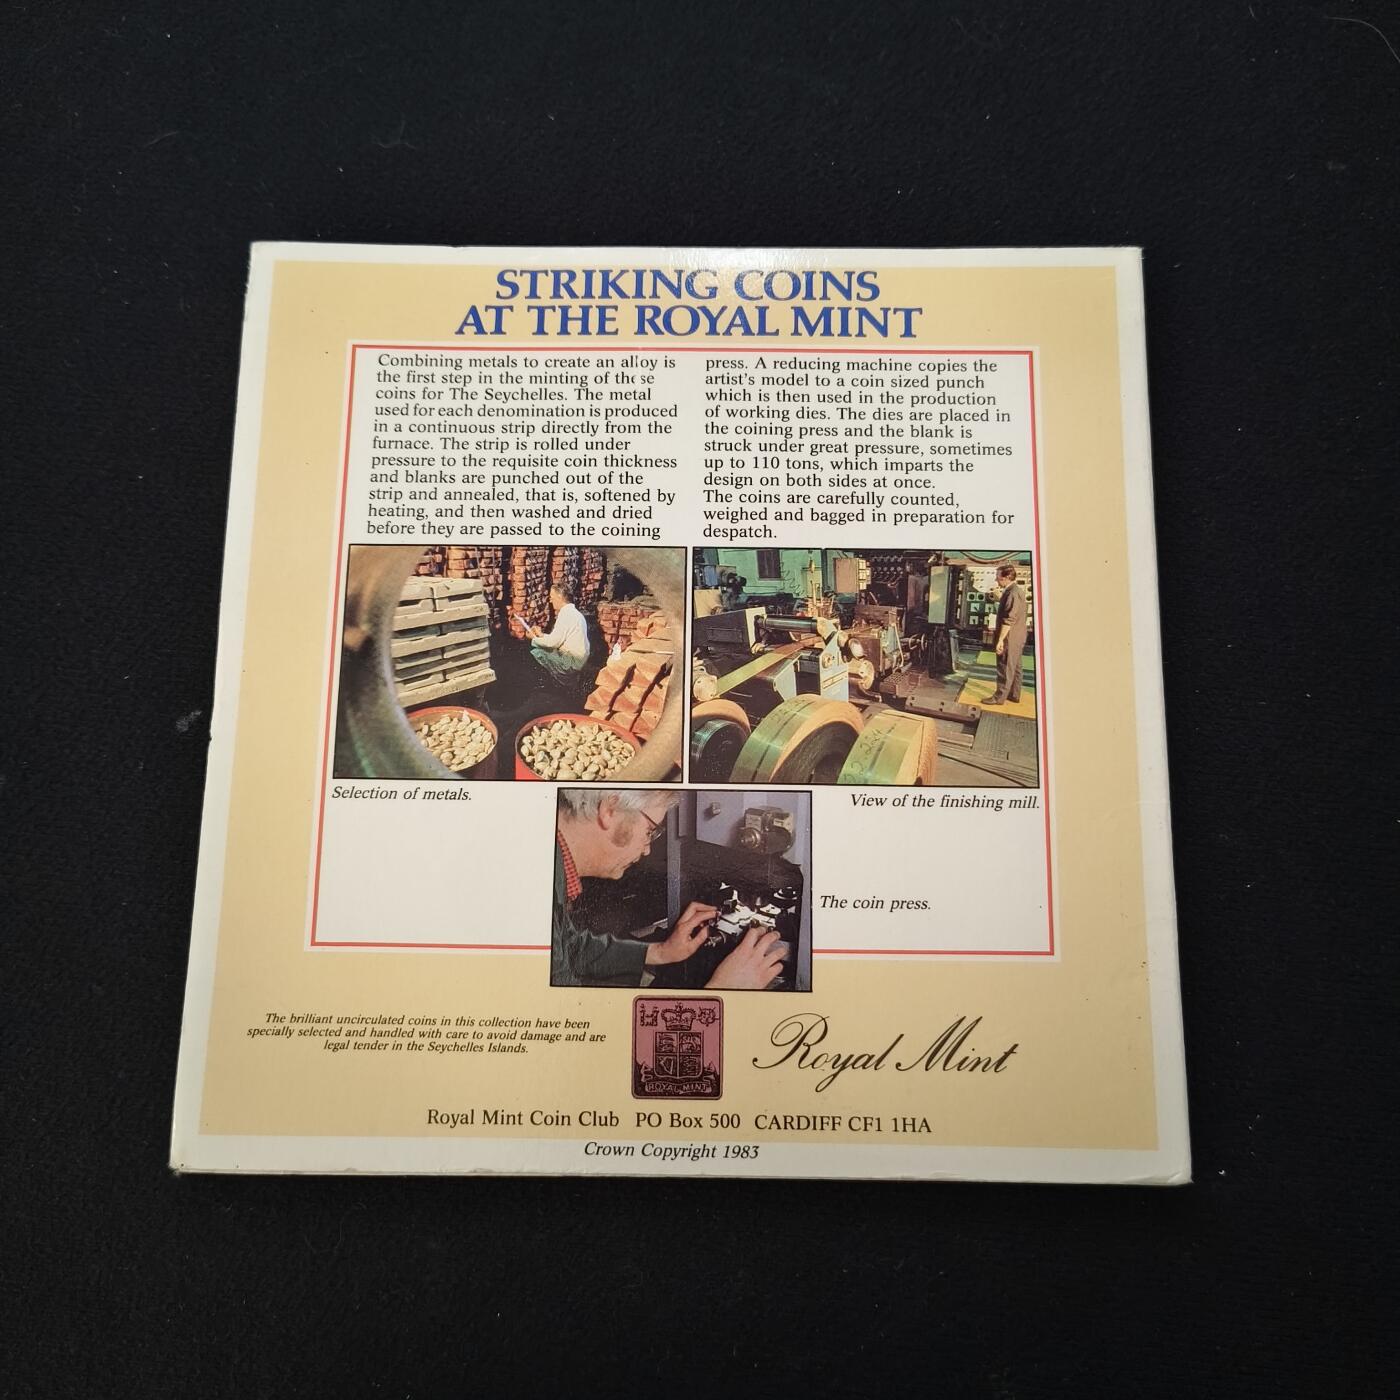 STRIKING COINS
AT THE ROYAL MINT
Combining metals to create an alloy is
the first step in the minting of these
coins for The Seychelles. The metal
used for each denomination is produced
in a continuous strip directly from the
furnace. The strip is rolled under
pressure to the requisite coin thickness
and blanks are punched out of the
strip and annealed, that is, softened by
heating, and then washed and dried
before they are passed to the coining
press. A reducing machine copies the
artist's model to a coin sized punch
which is then used in the production
of working dies. The dies are placed in
the coining press and the blank is
struck under great pressure, sometimes
up to 110 tons, which imparts the
design on both sides at once.
The coins are carefully counted,
weighed and bagged in preparation for
despatch.
Selection of metals.
View of the finishing mill.
The coin press.
The brilliant uncirculated coins in this collection have been
specially selected and handled with care to avoid damage and are
legal tender in the Seychelles Islands.
ROYAL MINT
Royal Mint
Royal Mint Coin Club PO Box 500 CARDIFF CF1 1HA
Crown Copyright 1983